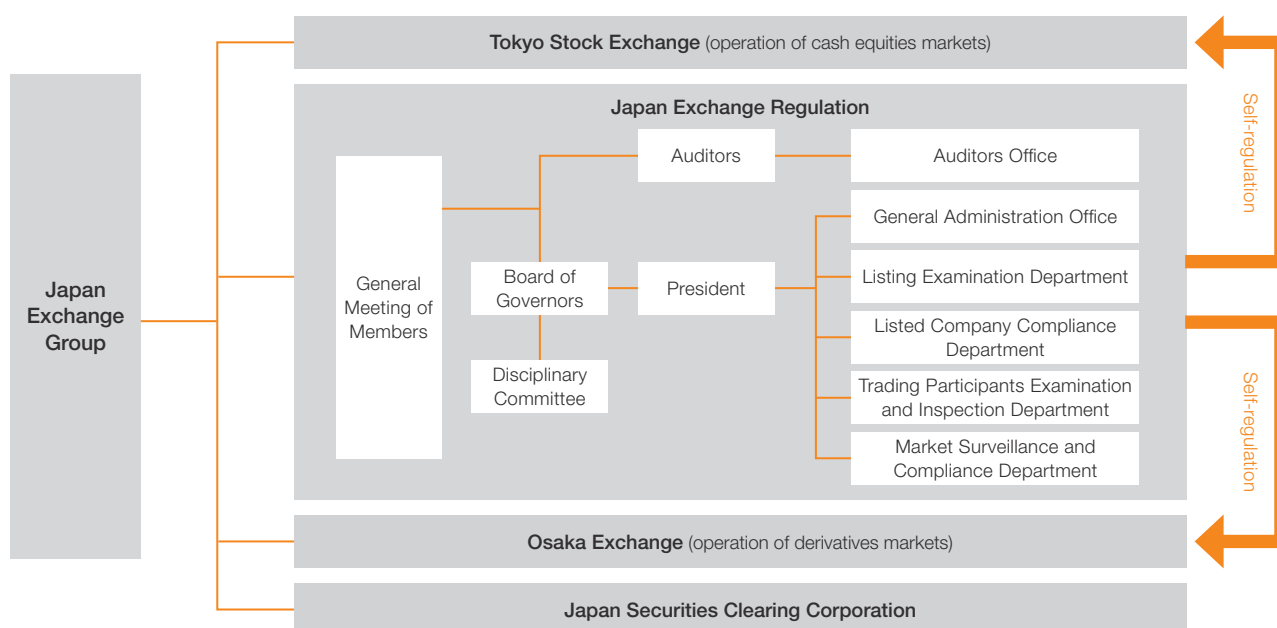 Japan
Exchange
Group
Tokyo Stock Exchange (operation of cash equities markets)
Japan Exchange Regulation
General
Meeting of
Members
Auditors
Auditors Office
Board of
Governors
President
Disciplinary
Committee
General Administration Office
Listing Examination Department
Listed Company Compliance
Department
Trading Participants Examination
and Inspection Department
Market Surveillance and
Compliance Department
Osaka Exchange (operation of derivatives markets)
Japan Securities Clearing Corporation
Self-regulation
Self-regulation